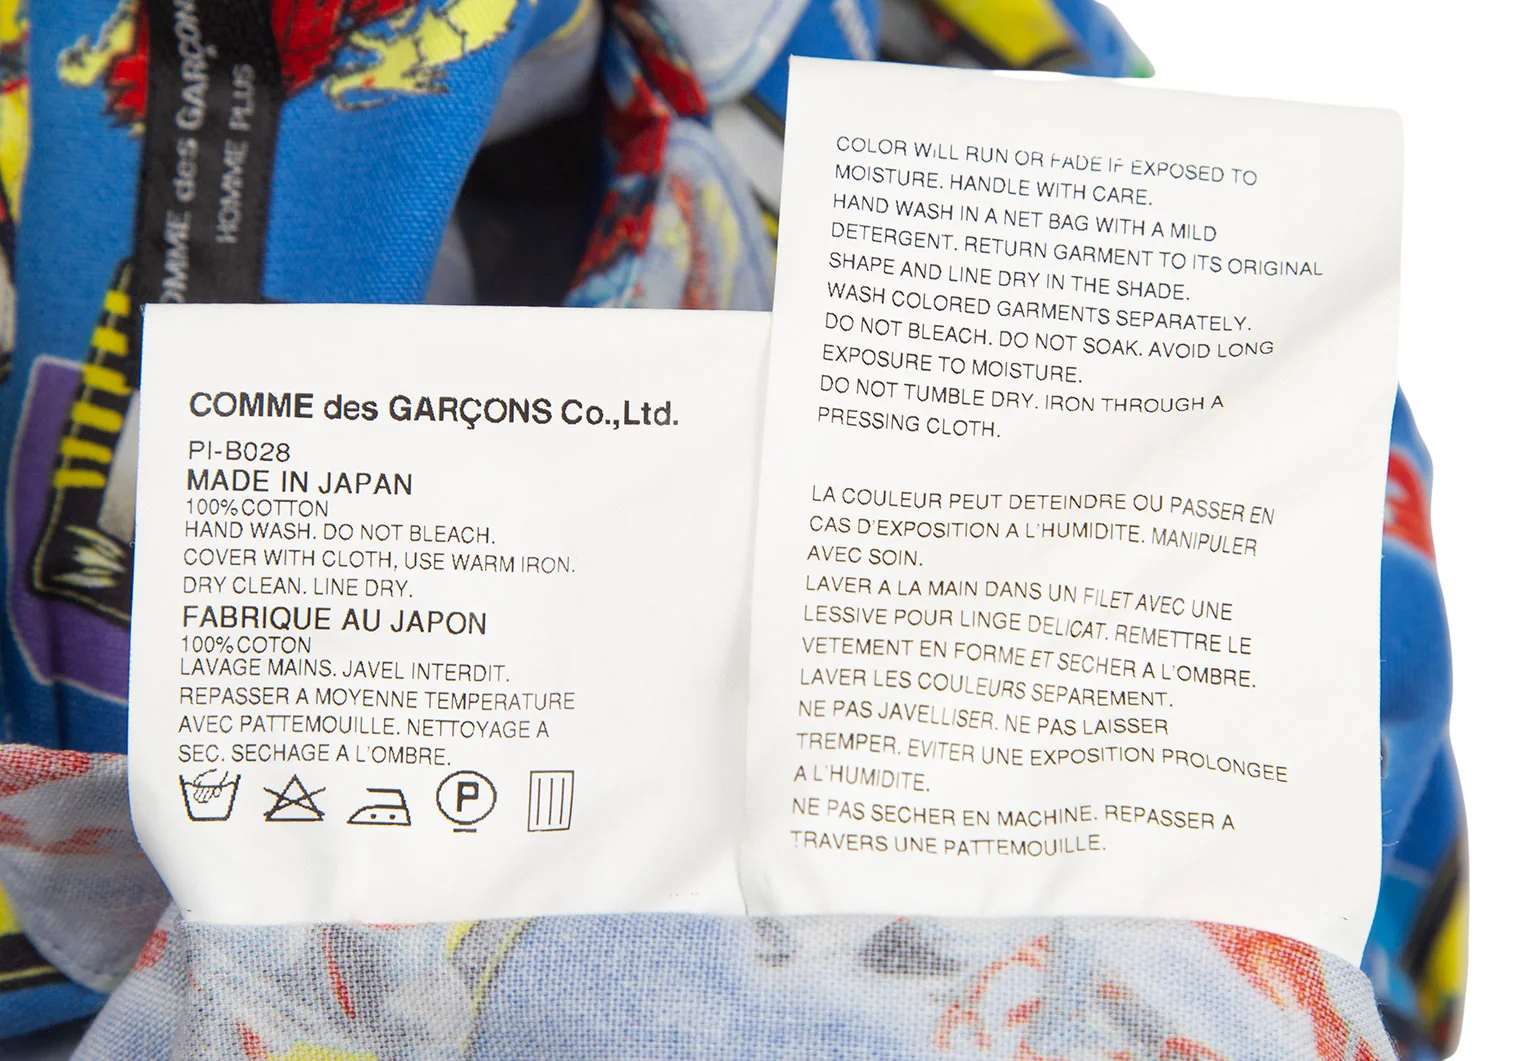 OMME des GARÇON
HOMME PLUS
COMME des GARÇONS Co.,Ltd.
PI-B028
MADE IN JAPAN
100%COTTON
HAND WASH. DO NOT BLEACH.
COVER WITH CLOTH, USE WARM IRON.
DRY CLEAN. LINE DRY.
FABRIQUE AU JAPON
100%COTON
LAVAGE MAINS. JAVEL INTERDIT.
REPASSER A MOYENNE TEMPERATURE
AVEC PATTEMOUILLE. NETTOYAGE A
SEC. SECHAGE A L'OMBRE.
P
COLOR WILL RUN OR FADE IF EXPOSED TO
MOISTURE. HANDLE WITH CARE.
HAND WASH IN A NET BAG WITH A MILD
DETERGENT. RETURN GARMENT TO ITS ORIGINAL
SHAPE AND LINE DRY IN THE SHADE.
WASH COLORED GARMENTS SEPARATELY.
DO NOT BLEACH. DO NOT SOAK. AVOID LONG
EXPOSURE TO MOISTURE.
DO NOT TUMBLE DRY. IRON THROUGH A
PRESSING CLOTH.
LA COULEUR PEUT DETEINDRE OU PASSER EN
CAS D'EXPOSITION A L'HUMIDITE. MANIPULER
AVEC SOIN.
LAVER A LA MAIN DANS UN FILET AVEC UNE
LESSIVE POUR LINGE DELICAT. REMETTRE LE
VETEMENT EN FORME ET SECHER A L'OMBRE.
LAVER LES COULEURS SEPAREMENT.
NE PAS JAVELLISER. NE PAS LAISSER
TREMPER. EVITER UNE EXPOSITION PROLONGEE
A L'HUMIDITE.
NE PAS SECHER EN MACHINE. REPASSER A
TRAVERS UNE PATTEMOUILLE.